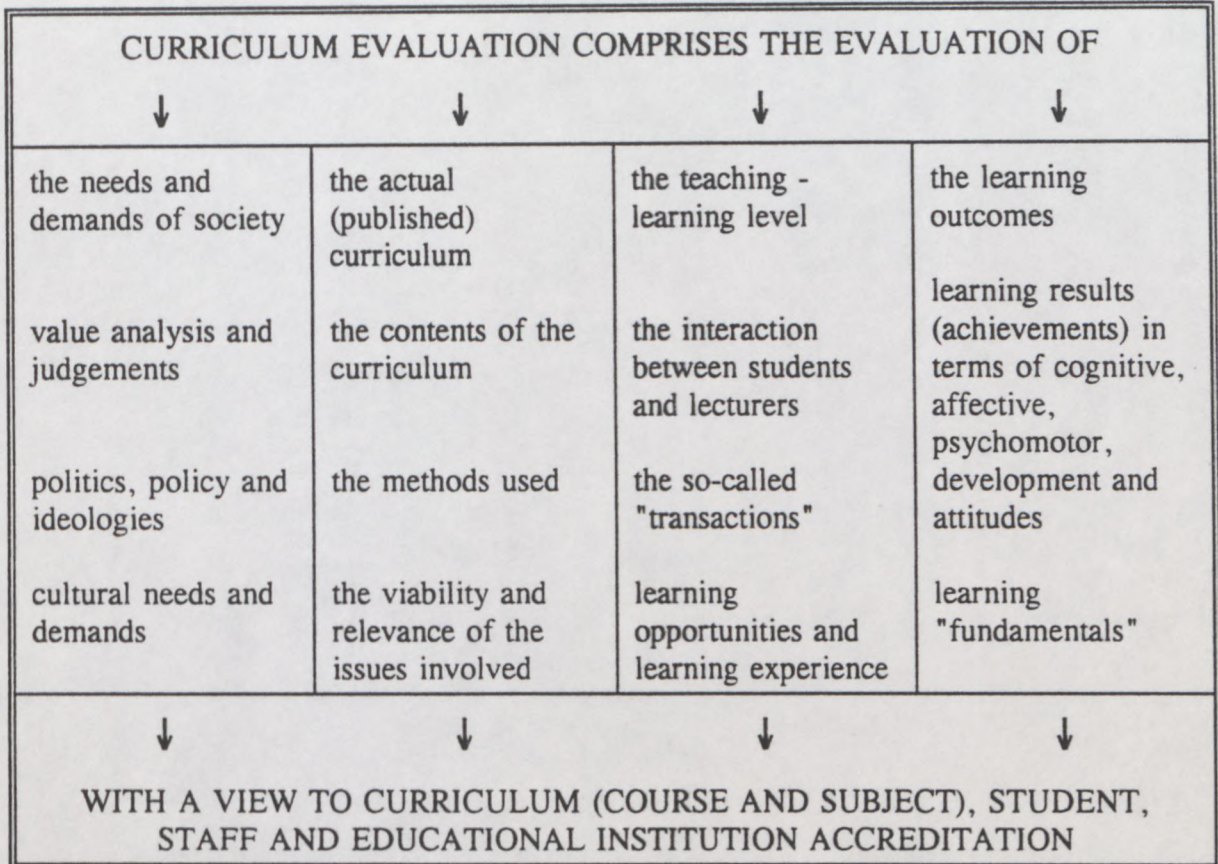 CURRICULUM EVALUATION COMPRISES THE EVALUATION OF
the needs and
demands of society
value analysis and
judgements
politics, policy and
ideologies
cultural needs and
demands
the actual
(published)
curriculum
the contents of the
curriculum
the methods used
the viability and
relevance of the
issues involved
the teaching -
learning level
the interaction
between students
and lecturers
the so-called
"transactions"
learning
opportunities and
learning experience
the learning
outcomes
learning results
(achievements) in
terms of cognitive,
affective,
psychomotor,
development and
attitudes
learning
"fundamentals"
WITH A VIEW TO CURRICULUM (COURSE AND SUBJECT), STUDENT,
STAFF AND EDUCATIONAL INSTITUTION ACCREDITATION